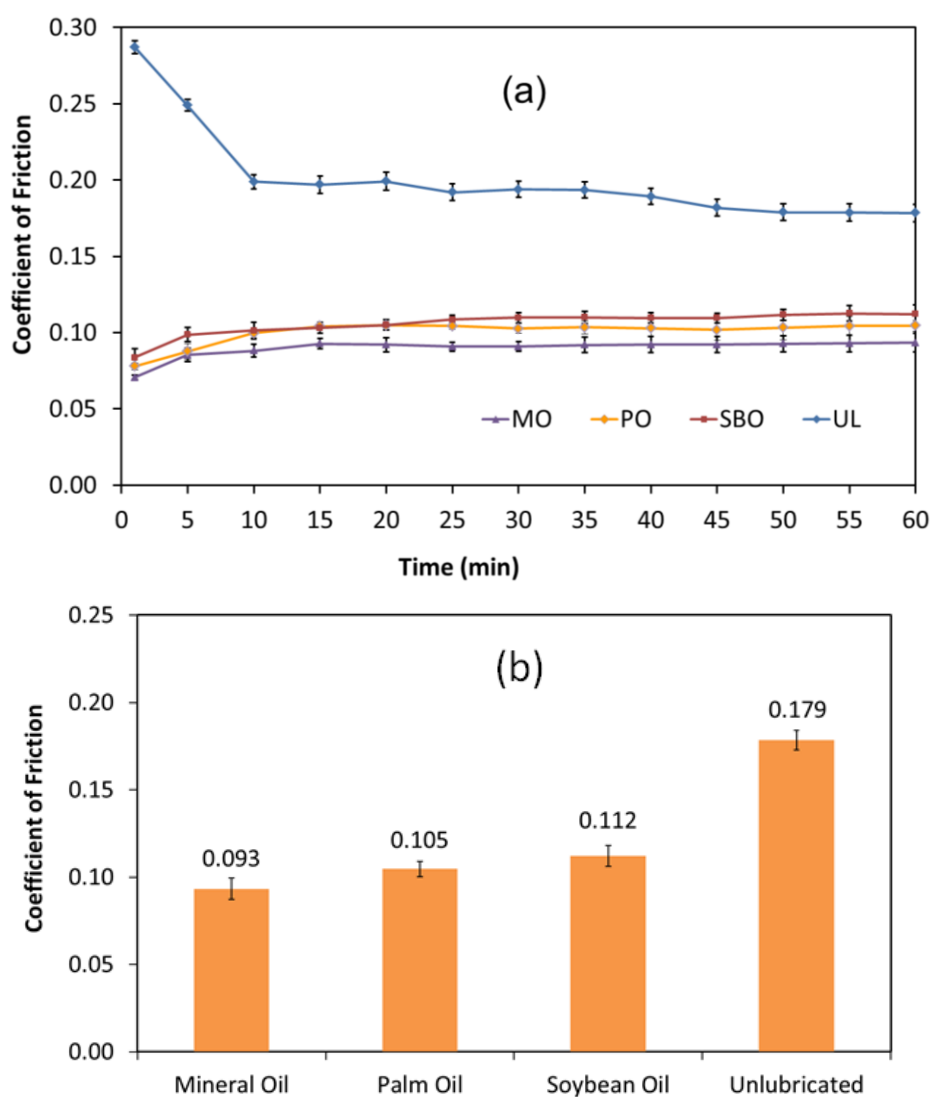 0.30
(a)
0.25
0.20
0.15
0.10
0.05
0.00
Coefficient of Friction
MO PO SBO UL
0 5 10 15 20 25 30 35 40 45 50 55 60
Time (min)
0.25
(b)
0.20
0.15
0.10
0.05
0.00
Coefficient of Friction
0.093 0.105 0.112 0.179
Mineral Oil Palm Oil Soybean Oil Unlubricated